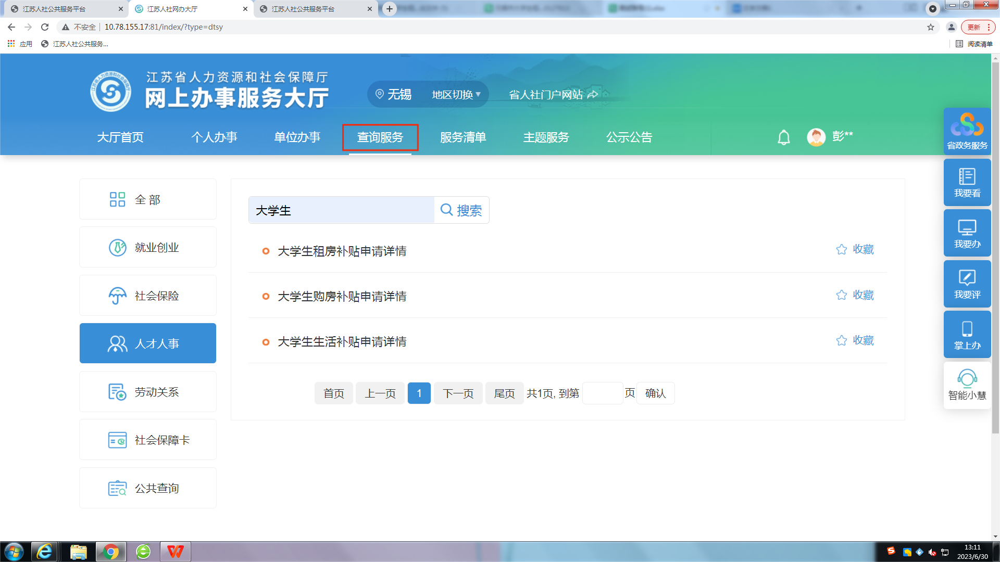 江苏人社公共服务平台
江苏人社网办大厅
江苏人社公共服务平台
不安全 10.78.155.17:81/index/?type=dtsy
更新
应用
江苏人社公共服务...
阅读清单
江苏省人力资源和社会保障厅
网上办事服务大厅
无锡
地区切换
省人社门户网站
大厅首页
个人办事
单位办事
查询服务
服务清单
主题服务
公示公告
彭**
省政务服务
我要看
我要办
我要评
掌上办
智能小慧
全 部
就业创业
社会保险
人才人事
劳动关系
社会保障卡
公共查询
大学生
搜索
大学生租房补贴申请详情
收藏
大学生购房补贴申请详情
收藏
大学生生活补贴申请详情
收藏
首页 上一页 1 下一页 尾页 共1页, 到第 页 确认
13:11
2023/6/30